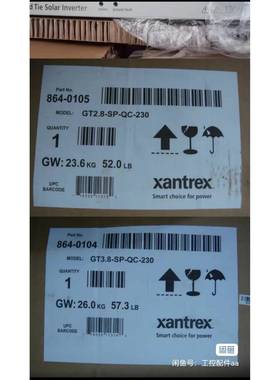 d Tie Solar Inverter
Part No.
864-0105
MODEL: GT2.8-SP-QC-230
QUANTITY
1
GW: 23.6 KG 52.0 LB
UPC
BARCODE
xantrex
Smart choice for power
Part No.
864-0104
MODEL: GT3.8-SP-QC-230
QUANTITY
1
GW: 26.0 KG 57.3 LB
UPC
BARCODE
xantrex
Smart choice for power
闲鱼号：工控配件aa